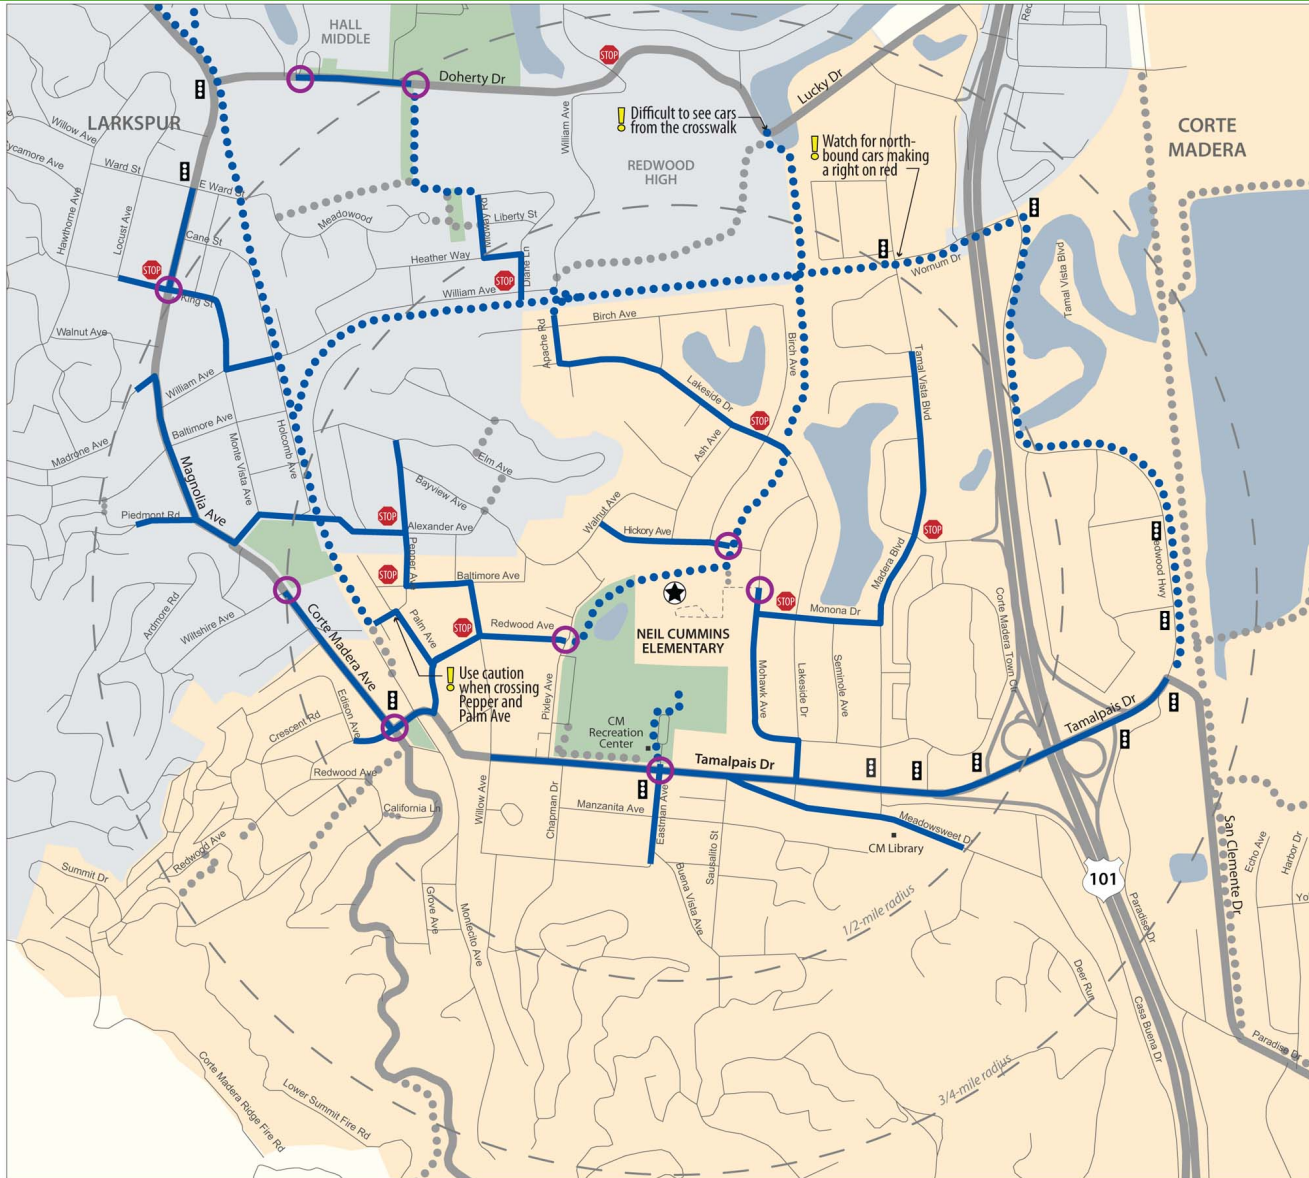 HALL
MIDDLE
STOP
Doherty Dr
Lucky Dr
LARKSPUR
Willow Ave
ycamore Ave
Ward St
E Ward St
William Ave
Difficult to see cars
from the crosswalk
REDWOOD
HIGH
Watch for north-
bound cars making
a right on red
CORTE
MADERA
Hawthorne Ave
Locust Ave
Cane St
Meadowood
Liberty St
Midway Rd
Heather Way
Diane Ln
STOP
STOP
King St
William Ave
Wornum Dr
Tamal Vista Blvd
Walnut Ave
Birch Ave
Apache Rd
Birch Ave
Tamal Vista Blvd
William Ave
Lakeside Dr
STOP
Ash Ave
Baltimore Ave
Madrone Ave
Monte Vista Ave
Holcomb Ave
Elm Ave
Bayview Ave
Magnolia Ave
Piedmont Rd
STOP
Alexander Ave
Walnut Ave
Hickory Ave
STOP
Madera Blvd
edwood Hwy
Pepper Ave
STOP
Baltimore Ave
Ardmore Rd
Wiltshire Ave
Corte Madera Ave
Palm Ave
STOP
Redwood Ave
STOP
Monona Dr
Corte Madera Town Ctr
NEIL CUMMINS
ELEMENTARY
Use caution
when crossing
Pepper and
Palm Ave
Pixley Ave
Mohawk Ave
Lakeside Dr
Seminole Ave
Edison Ave
Crescent Rd
CM
Recreation
Center
Tamalpais Dr
Tamalpais Dr
Redwood Ave
California Ln
Willow Ave
Chapman Dr
Manzanita Ave
Eastman Ave
Meadowsweet D
CM Library
Redwood Ave
Summit Dr
Sausalito St
Buena Vista Ave
101
San Clemente Dr
Echo Ave
Harbor Dr
Yo
Grove Ave
Montecito Ave
1/2-mile radius
Paradise Dr
Deer Run
Casa Buena Dr
Paradise Dr
Corte Madera Ridge Fire Rd
Lower Summit Fire Rd
3/4-mile radius